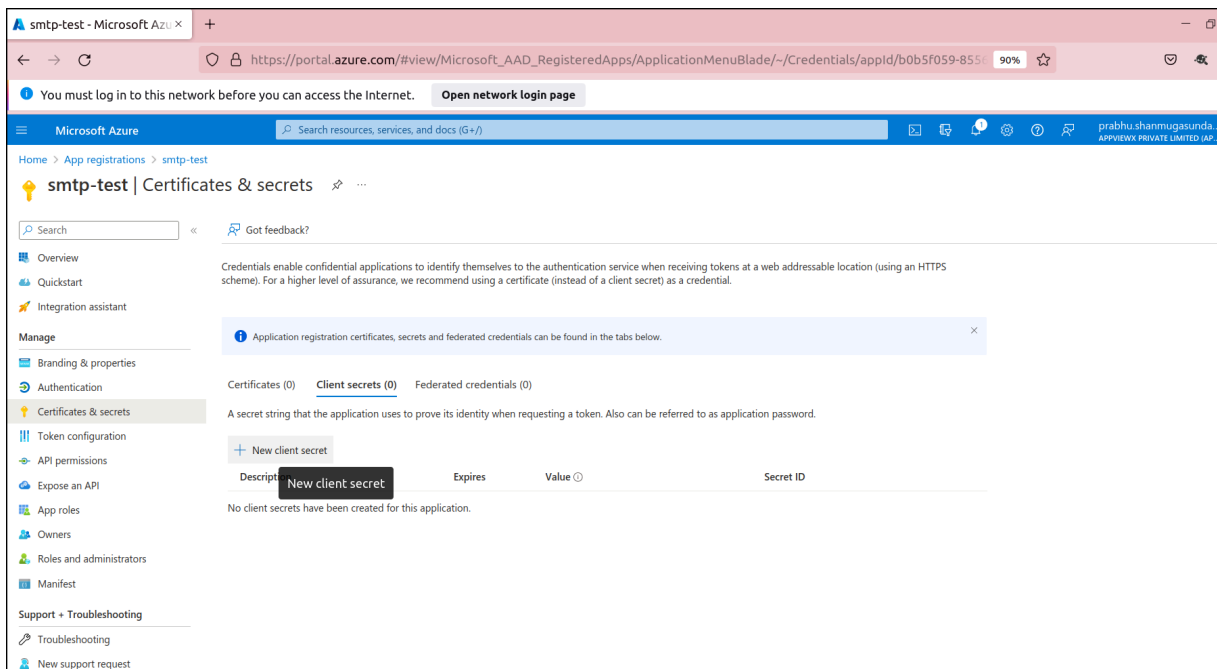 smtp-test - Microsoft Azu
https://portal.azure.com/#view/Microsoft_AAD_RegisteredApps/ApplicationMenuBlade/~/Credentials/appId/b0b5f059-855
90%
You must log in to this network before you can access the Internet.
Open network login page
Microsoft Azure
Search resources, services, and docs (G+/)
1
prabhu.shanmugasunda..
APPVIEWX PRIVATE LIMITED (AP..
Home > App registrations > smtp-test
smtp-test | Certificates & secrets
Search
Got feedback?
Overview
Quickstart
Integration assistant
Manage
Branding & properties
Authentication
Certificates & secrets
Token configuration
API permissions
Expose an API
App roles
Owners
Roles and administrators
Manifest
Support + Troubleshooting
Troubleshooting
New support request
Credentials enable confidential applications to identify themselves to the authentication service when receiving tokens at a web addressable location (using an HTTPS
scheme). For a higher level of assurance, we recommend using a certificate (instead of a client secret) as a credential.
Application registration certificates, secrets and federated credentials can be found in the tabs below.
Certificates (0) Client secrets (0) Federated credentials (0)
A secret string that the application uses to prove its identity when requesting a token. Also can be referred to as application password.
New client secret
Description Expires Value Secret ID
New client secret
No client secrets have been created for this application.